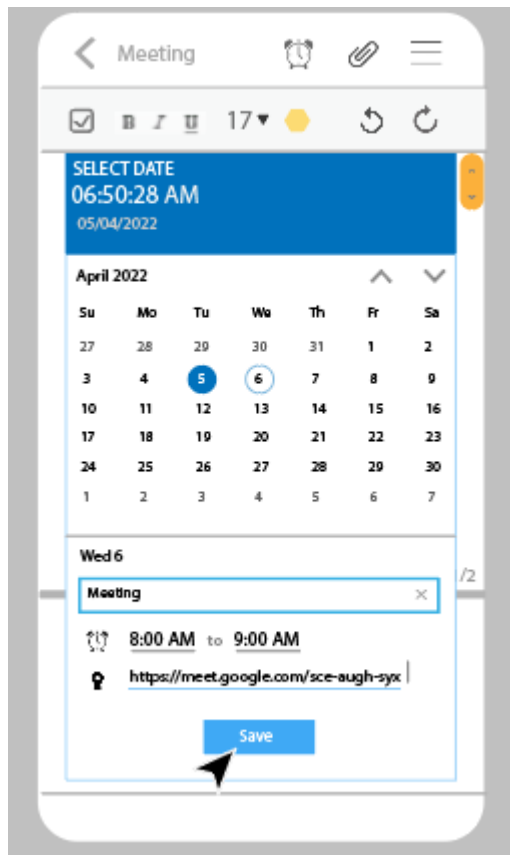 Meeting
B I U 17
SELECT DATE
06:50:28 AM
05/04/2022
April 2022
Su Mo Tu We Th Fr Sa
27 28 29 30 31 1 2
3 4 5 6 7 8 9
10 11 12 13 14 15 16
17 18 19 20 21 22 23
24 25 26 27 28 29 30
1 2 3 4 5 6 7
Wed 6
/2
Meeting
8:00 AM to 9:00 AM
https://meet.google.com/sce-augh-syx
Save